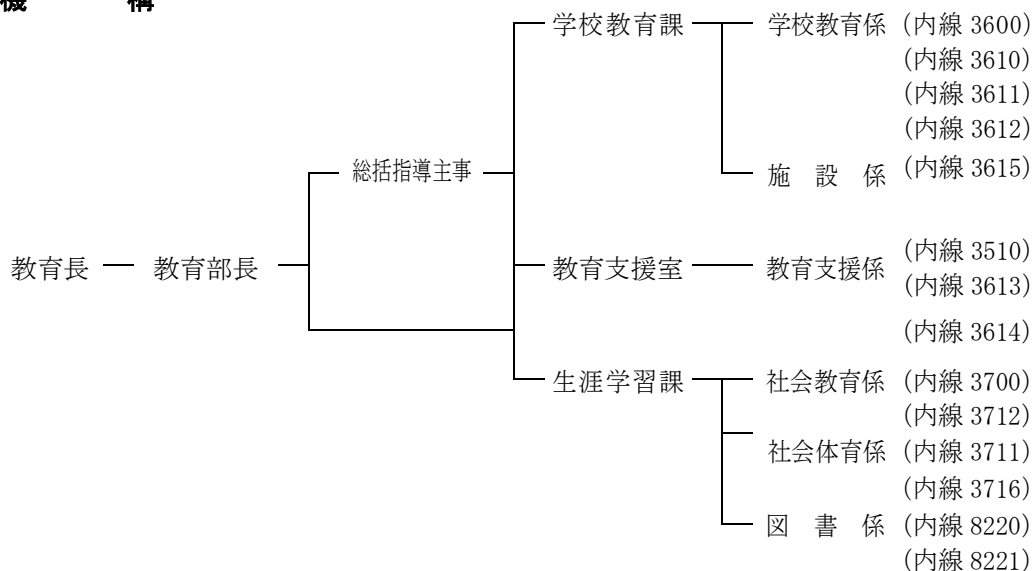 機 構
学校教育課 学校教育係 (内線 3600)
(内線 3610)
(内線 3611)
(内線 3612)
総括指導主事 施 設 係 (内線 3615)
教育長 教育部長 教育支援室 教育支援係 (内線 3510)
(内線 3613)
(内線 3614)
生涯学習課 社会教育係 (内線 3700)
(内線 3712)
社会体育係 (内線 3711)
(内線 3716)
図 書 係 (内線 8220)
(内線 8221)